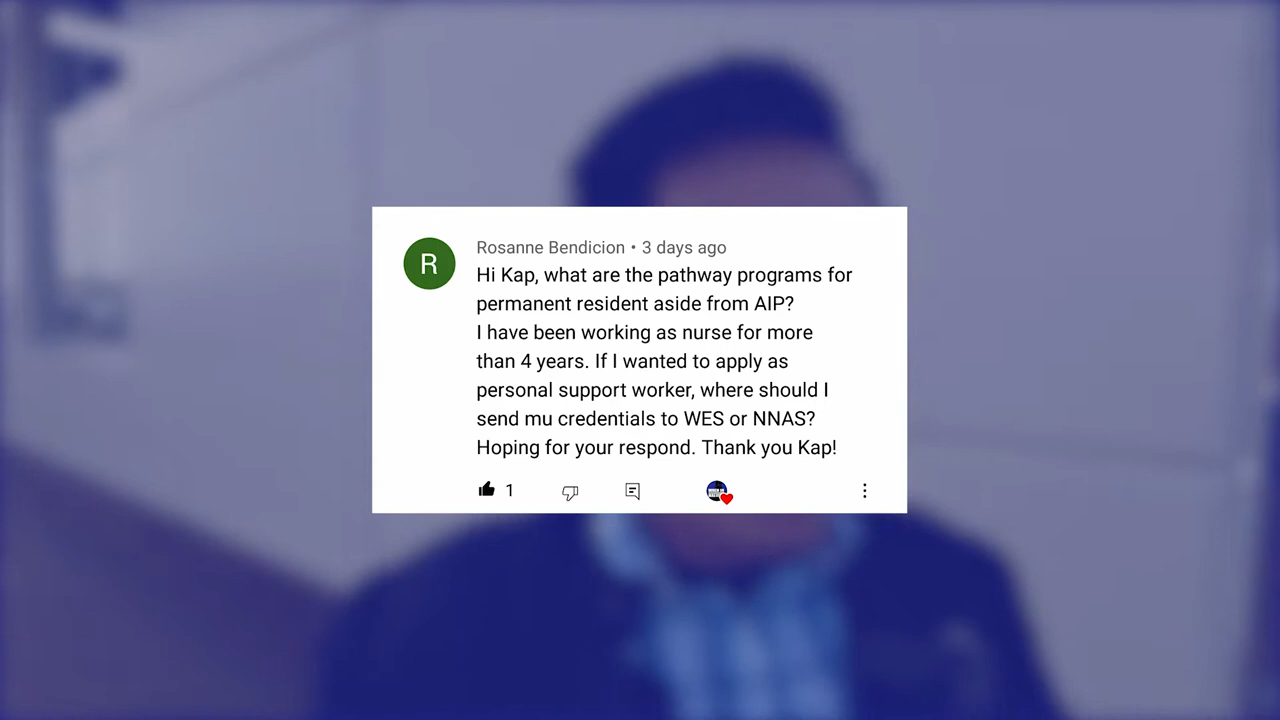 R
Rosanne Bendicion • 3 days ago
Hi Kap, what are the pathway programs for
permanent resident aside from AIP?
I have been working as nurse for more
than 4 years. If I wanted to apply as
personal support worker, where should I
send mu credentials to WES or NNAS?
Hoping for your respond. Thank you Kap!
1